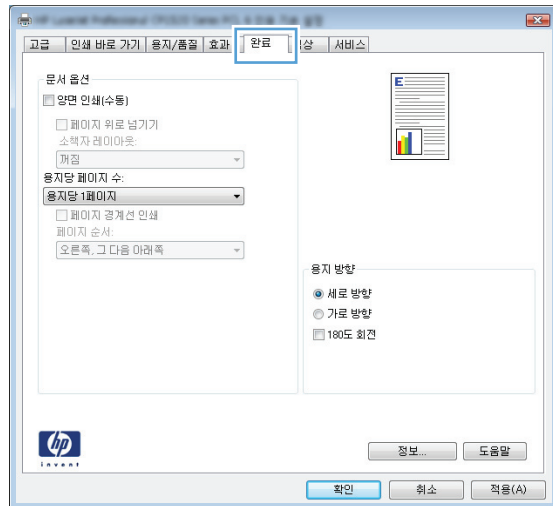 고급 인쇄 바로 가기 용지/품질 효과 완료 서비스
문서 옵션
양면 인쇄(수동)
페이지 위로 넘기기
소책자 레이아웃:
꺼짐
용지당 페이지 수:
용지당 1페이지
페이지 경계선 인쇄
페이지 순서:
오른쪽, 그 다음 아래쪽
E
용지 방향
세로 방향
가로 방향
180도 회전
hp
invent
정보... 도움말
확인 취소 적용(A)